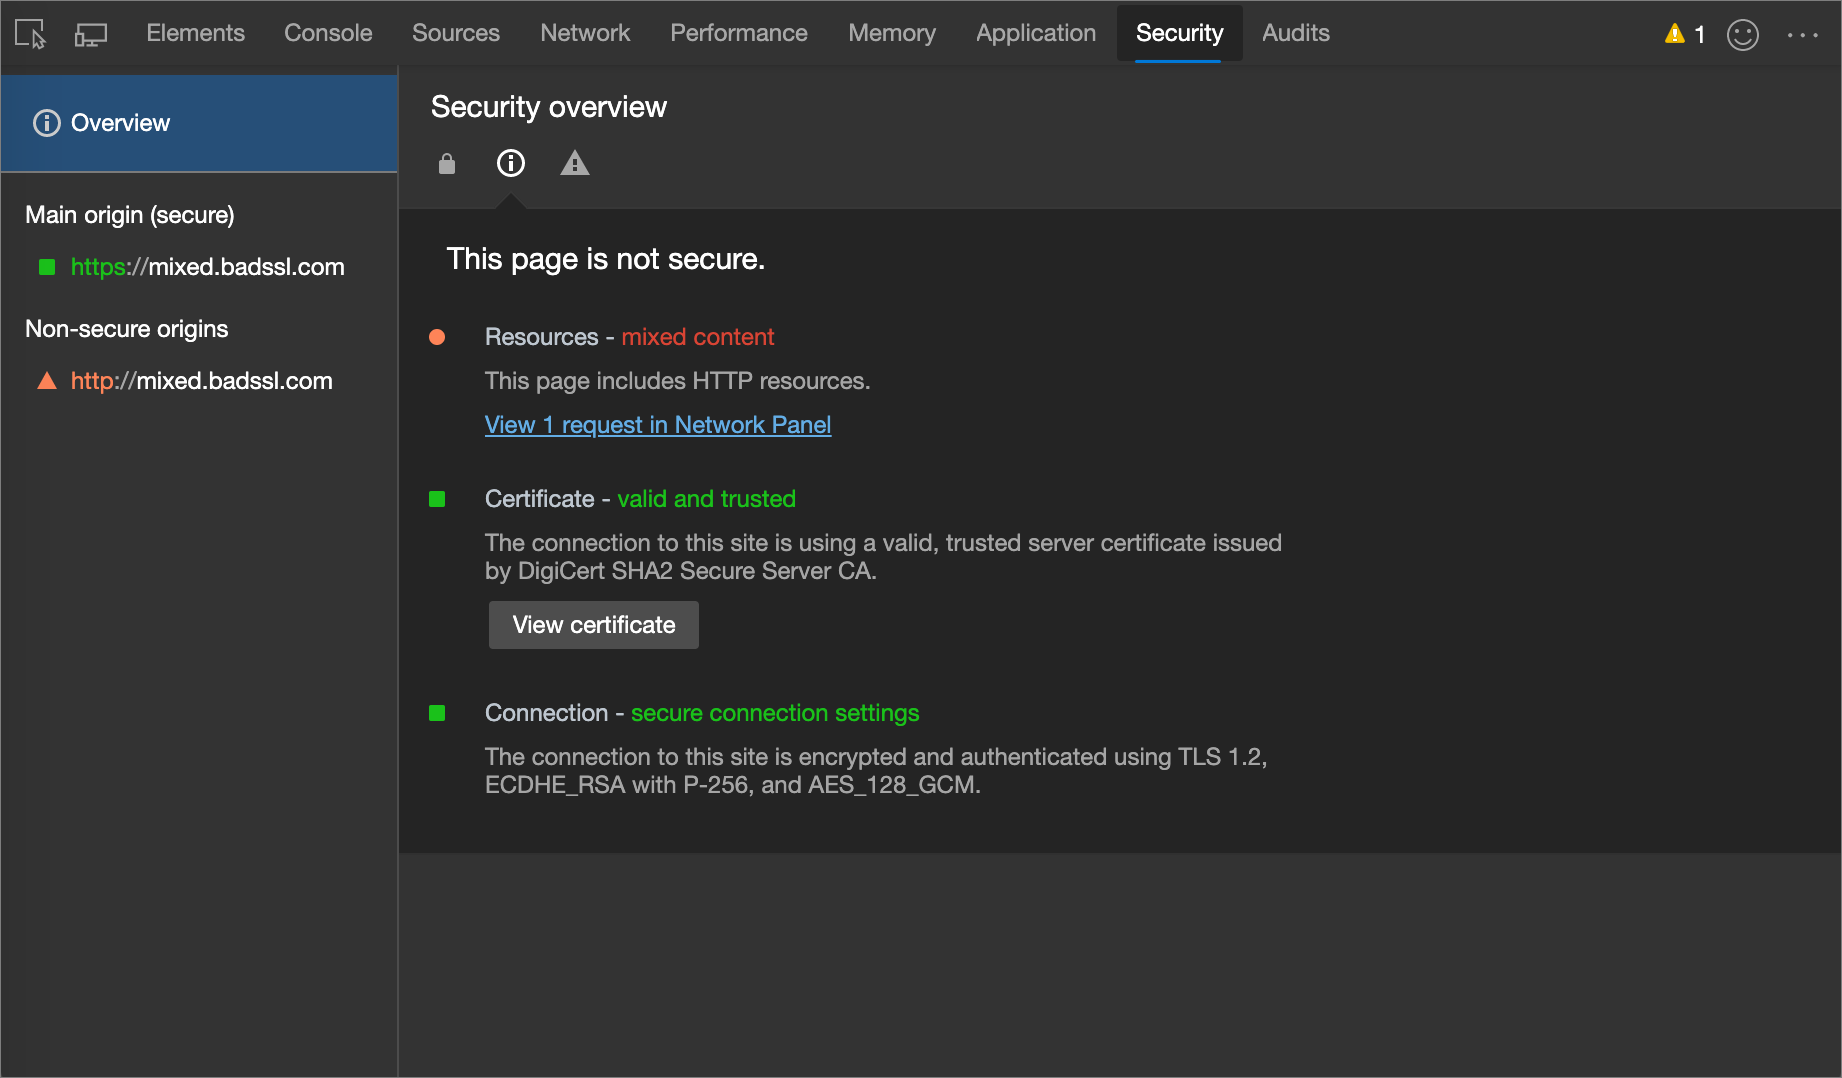 Elements Console Sources Network Performance Memory Application Security Audits 1
Overview
Main origin (secure)
https://mixed.badssl.com
Non-secure origins
http://mixed.badssl.com
Security overview
This page is not secure.
Resources - mixed content
This page includes HTTP resources.
View 1 request in Network Panel
Certificate - valid and trusted
The connection to this site is using a valid, trusted server certificate issued
by DigiCert SHA2 Secure Server CA.
View certificate
Connection - secure connection settings
The connection to this site is encrypted and authenticated using TLS 1.2,
ECDHE_RSA with P-256, and AES_128_GCM.